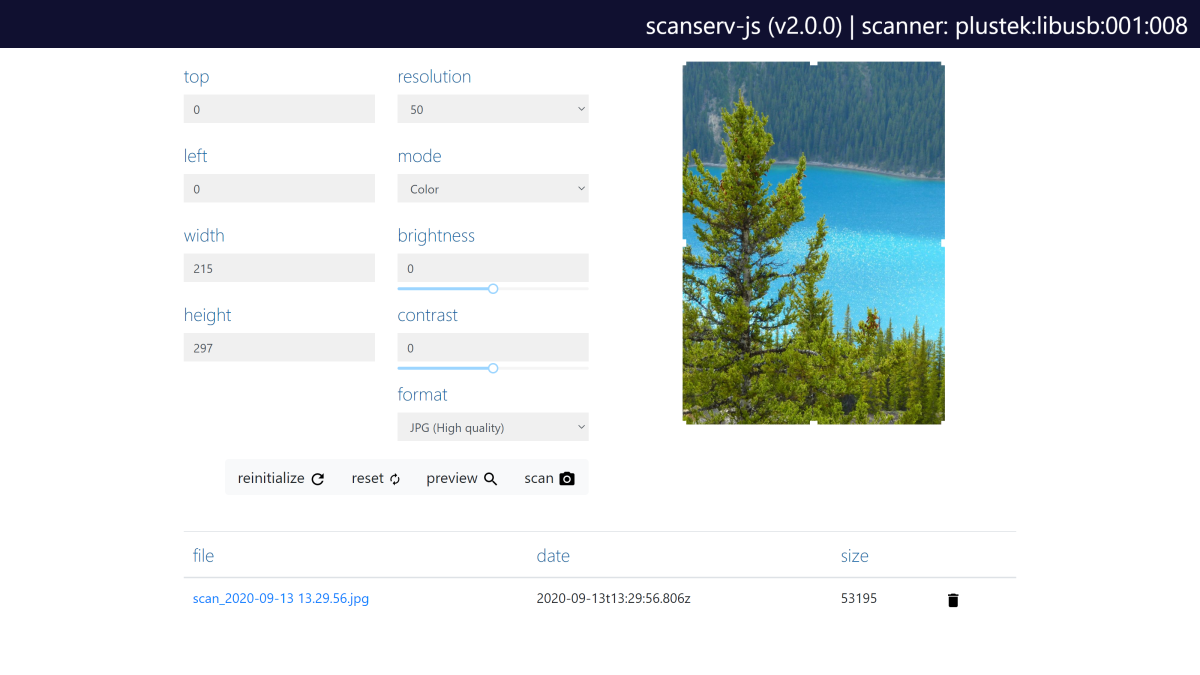 scanserv-js (v2.0.0) | scanner: plustek:libusb:001:008
top
0
left
0
width
215
height
297
resolution
50
mode
Color
brightness
0
contrast
0
format
JPG (High quality)
reinitialize reset preview scan
file date size
scan_2020-09-13 13.29.56.jpg 2020-09-13t13:29:56.806z 53195